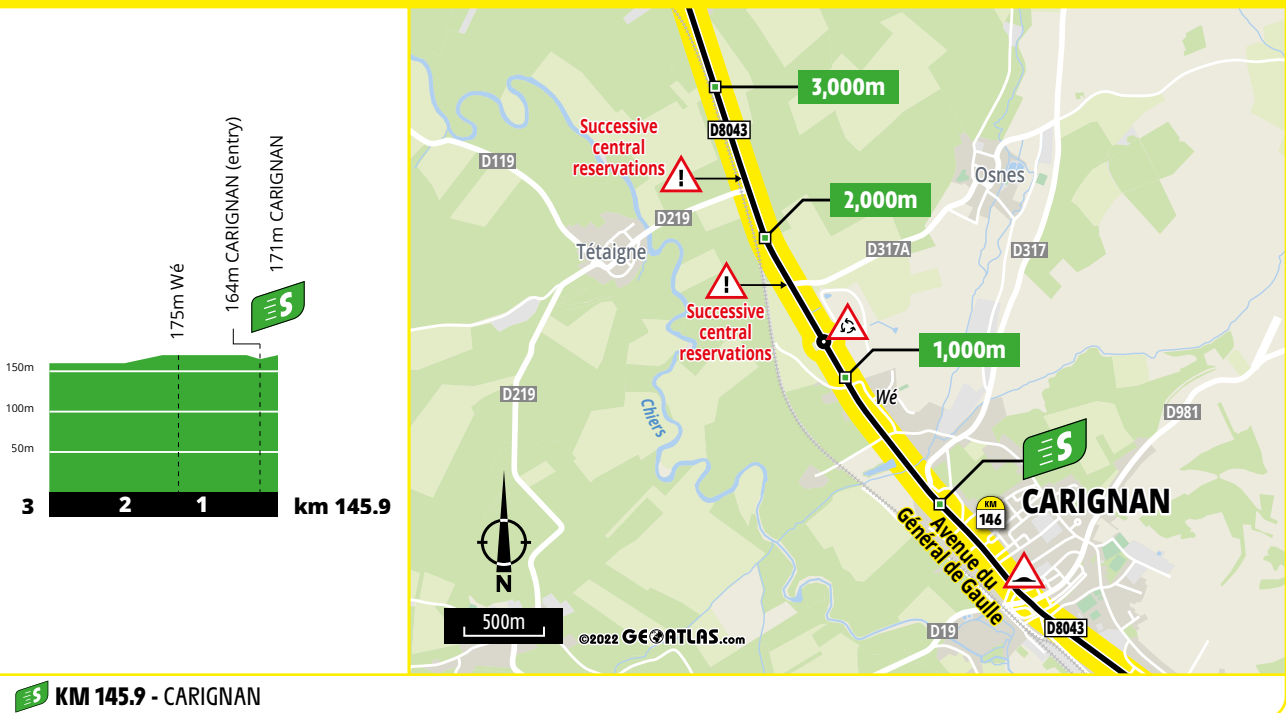 164m CARIGNAN (entry)
171m CARIGNAN
175m Wé
S
150m
100m
50m
3
2
1
km 145.9
3,000m
D8043
Successive
central
reservations
!
D119
Osnes
2,000m
D219
D317A
D317
Tétaigne
!
Successive
central
reservations
1,000m
Wé
D219
Chiers
D981
S
CARIGNAN
KM
146
Avenue du
Général de Gaulle
N
500m
©2022 GEOATLAS.com
D19
D8043
S KM 145.9 - CARIGNAN